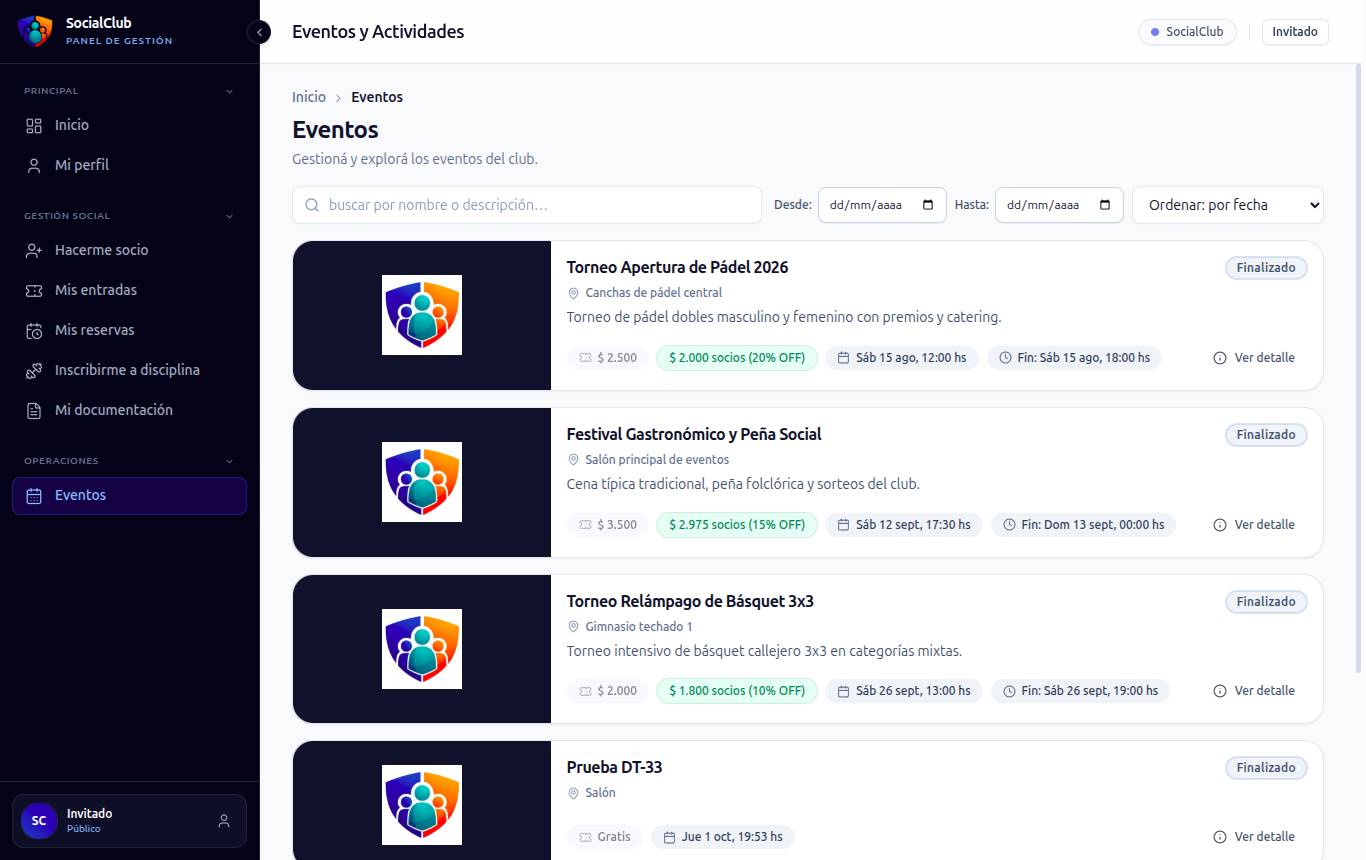 SocialClub
PANEL DE GESTIÓN
PRINCIPAL
Inicio
Mi perfil
GESTIÓN SOCIAL
Hacerme socio
Mis entradas
Mis reservas
Inscribirme a disciplina
Mi documentación
OPERACIONES
Eventos
SC
Invitado
Público
Eventos y Actividades
SocialClub
Invitado
Inicio › Eventos
Eventos
Gestioná y explorá los eventos del club.
buscar por nombre o descripción...
Desde: dd/mm/aaaa Hasta: dd/mm/aaaa Ordenar: por fecha
Torneo Apertura de Pádel 2026
Finalizado
Canchas de pádel central
Torneo de pádel dobles masculino y femenino con premios y catering.
$ 2.500 $ 2.000 socios (20% OFF) Sáb 15 ago, 12:00 hs Fin: Sáb 15 ago, 18:00 hs Ver detalle
Festival Gastronómico y Peña Social
Finalizado
Salón principal de eventos
Cena típica tradicional, peña folclórica y sorteos del club.
$ 3.500 $ 2.975 socios (15% OFF) Sáb 12 sept, 17:30 hs Fin: Dom 13 sept, 00:00 hs Ver detalle
Torneo Relámpago de Básquet 3x3
Finalizado
Gimnasio techado 1
Torneo intensivo de básquet callejero 3x3 en categorías mixtas.
$ 2.000 $ 1.800 socios (10% OFF) Sáb 26 sept, 13:00 hs Fin: Sáb 26 sept, 19:00 hs Ver detalle
Prueba DT-33
Finalizado
Salón
Gratis Jue 1 oct, 19:53 hs Ver detalle